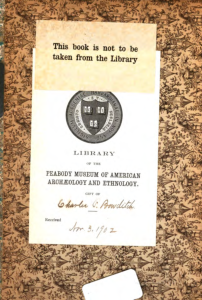 This book is not to be
taken from the Library
LIBRARY
OF THE
PEABODY MUSEUM OF AMERICAN
ARCHÆOLOGY AND ETHNOLOGY.
GIFT OF
Charles P. Bowditch
Received
Nov. 3. 1902